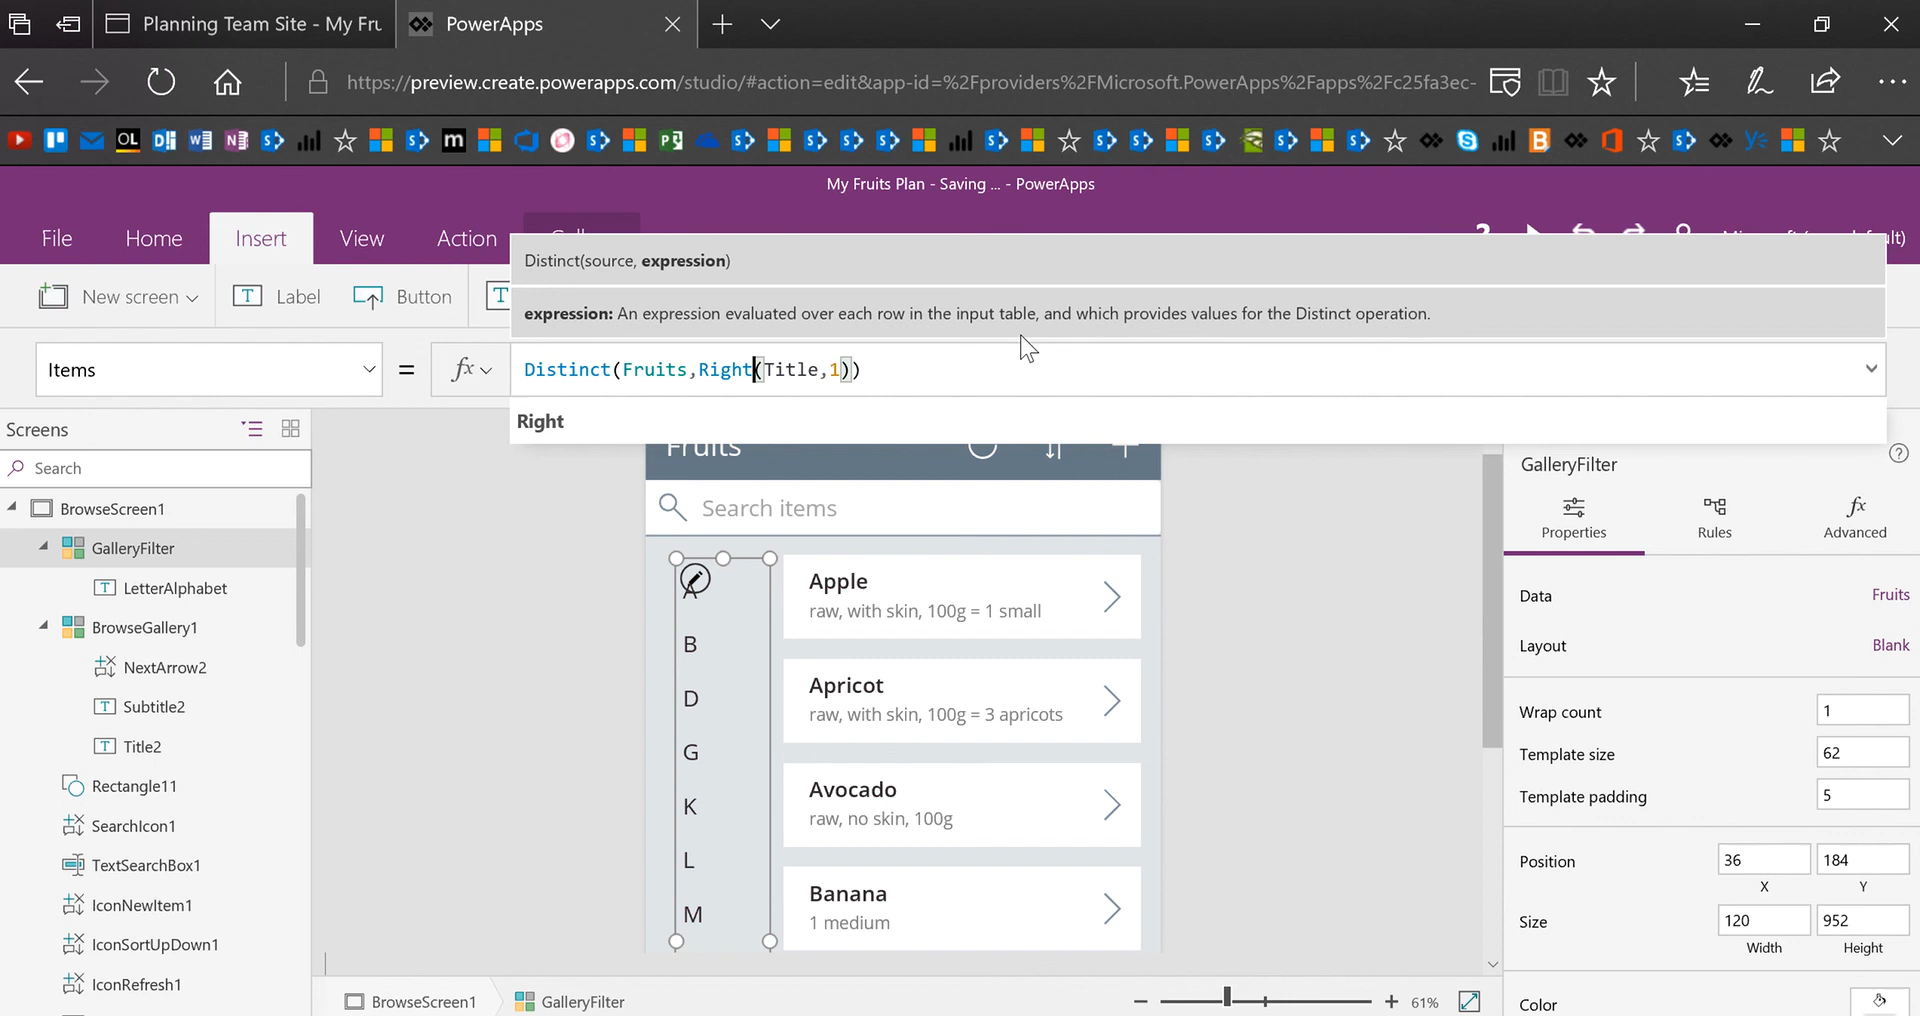 Planning Team Site - My Fru
PowerApps
https://preview.create.powerapps.com/studio/#action=edit&app-id=%2Fproviders%2FMicrosoft.PowerApps%2Fapps%2Fc25fa3ec-
My Fruits Plan - Saving ... - PowerApps
File Home Insert View Action
Distinct(source, expression)
New screen Label Button
expression: An expression evaluated over each row in the input table, and which provides values for the Distinct operation.
Items = fx Distinct(Fruits,Right(Title,1))
Right
Screens
Search
BrowseScreen1
GalleryFilter
LetterAlphabet
BrowseGallery1
NextArrow2
Subtitle2
Title2
Rectangle11
SearchIcon1
TextSearchBox1
IconNewItem1
IconSortUpDown1
IconRefresh1
Fruits
Search items
A
B
D
G
K
L
M
Apple
raw, with skin, 100g = 1 small
Apricot
raw, with skin, 100g = 3 apricots
Avocado
raw, no skin, 100g
Banana
1 medium
BrowseScreen1 GalleryFilter
61%
GalleryFilter
Properties Rules Advanced
Data Fruits
Layout Blank
Wrap count 1
Template size 62
Template padding 5
Position 36 184
X Y
Size 120 952
Width Height
Color